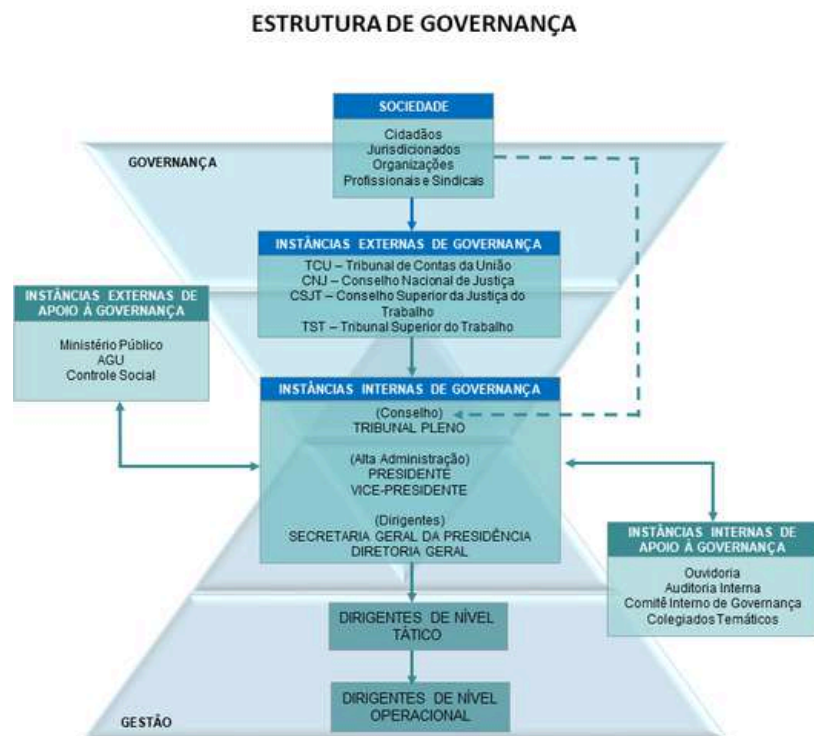 ESTRUTURA DE GOVERNANÇA
SOCIEDADE
Cidadãos
Jurisdicionados
Organizações
Profissionais e Sindicais
GOVERNANÇA
INSTÂNCIAS EXTERNAS DE GOVERNANÇA
TCU – Tribunal de Contas da União
CNJ – Conselho Nacional de Justiça
CSJT – Conselho Superior da Justiça do
Trabalho
TST – Tribunal Superior do Trabalho
INSTÂNCIAS EXTERNAS DE
APOIO À GOVERNANÇA
Ministério Público
AGU
Controle Social
INSTÂNCIAS INTERNAS DE GOVERNANÇA
(Conselho)
TRIBUNAL PLENO
(Alta Administração)
PRESIDENTE
VICE-PRESIDENTE
(Dirigentes)
SECRETARIA GERAL DA PRESIDÊNCIA
DIRETORIA GERAL
INSTÂNCIAS INTERNAS DE
APOIO À GOVERNANÇA
Ouvidoria
Auditoria Interna
Comitê Interno de Governança
Colegiados Temáticos
DIRIGENTES DE NÍVEL
TÁTICO
DIRIGENTES DE NÍVEL
OPERACIONAL
GESTÃO